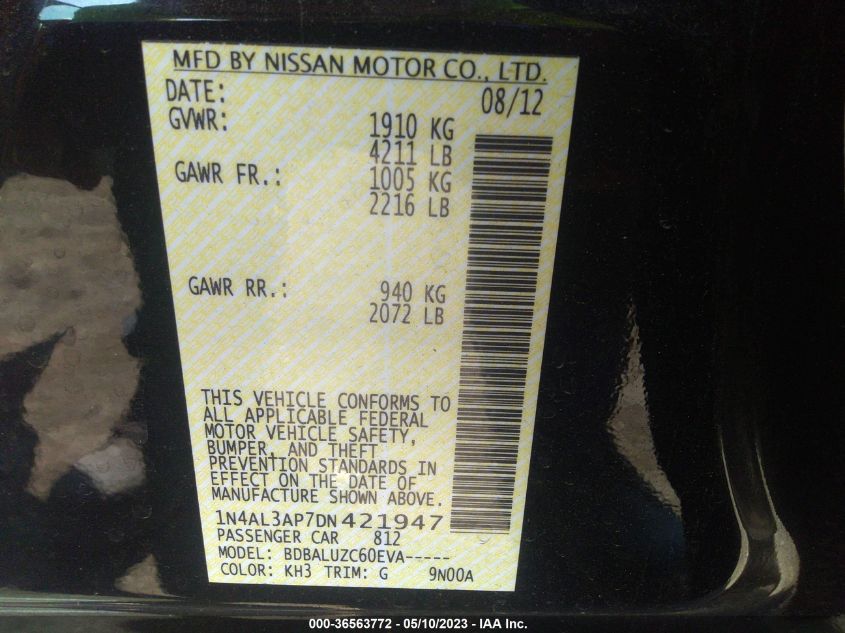 MFD BY NISSAN MOTOR CO., LTD.
DATE: 08/12
GVWR: 1910 KG
4211 LB
GAWR FR.: 1005 KG
2216 LB
GAWR RR.: 940 KG
2072 LB
THIS VEHICLE CONFORMS TO
ALL APPLICABLE FEDERAL
MOTOR VEHICLE SAFETY,
BUMPER, AND THEFT
PREVENTION STANDARDS IN
EFFECT ON THE DATE OF
MANUFACTURE SHOWN ABOVE.
1N4AL3AP7DN421947
PASSENGER CAR 812
MODEL: BDBALUZC60EVA-----
COLOR: KH3 TRIM: G 9N00A
000-36563772 - 05/10/2023 - IAA Inc.